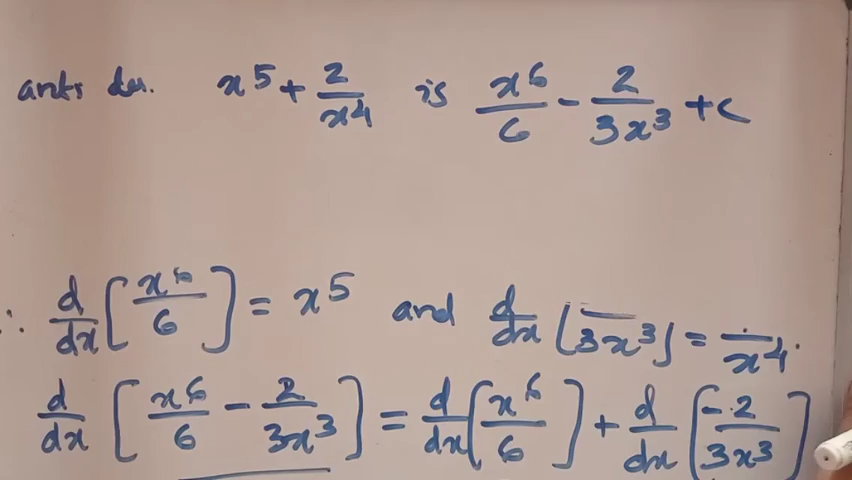 anti der. x^5 + 2/x^4 is x^6/6 - 2/3x^3 + c
∴ d/dx [x^6/6] = x^5 and d/dx [ /3x^3] = /x^4.
d/dx [x^6/6 - 2/3x^3] = d/dx [x^6/6] + d/dx [-2/3x^3]